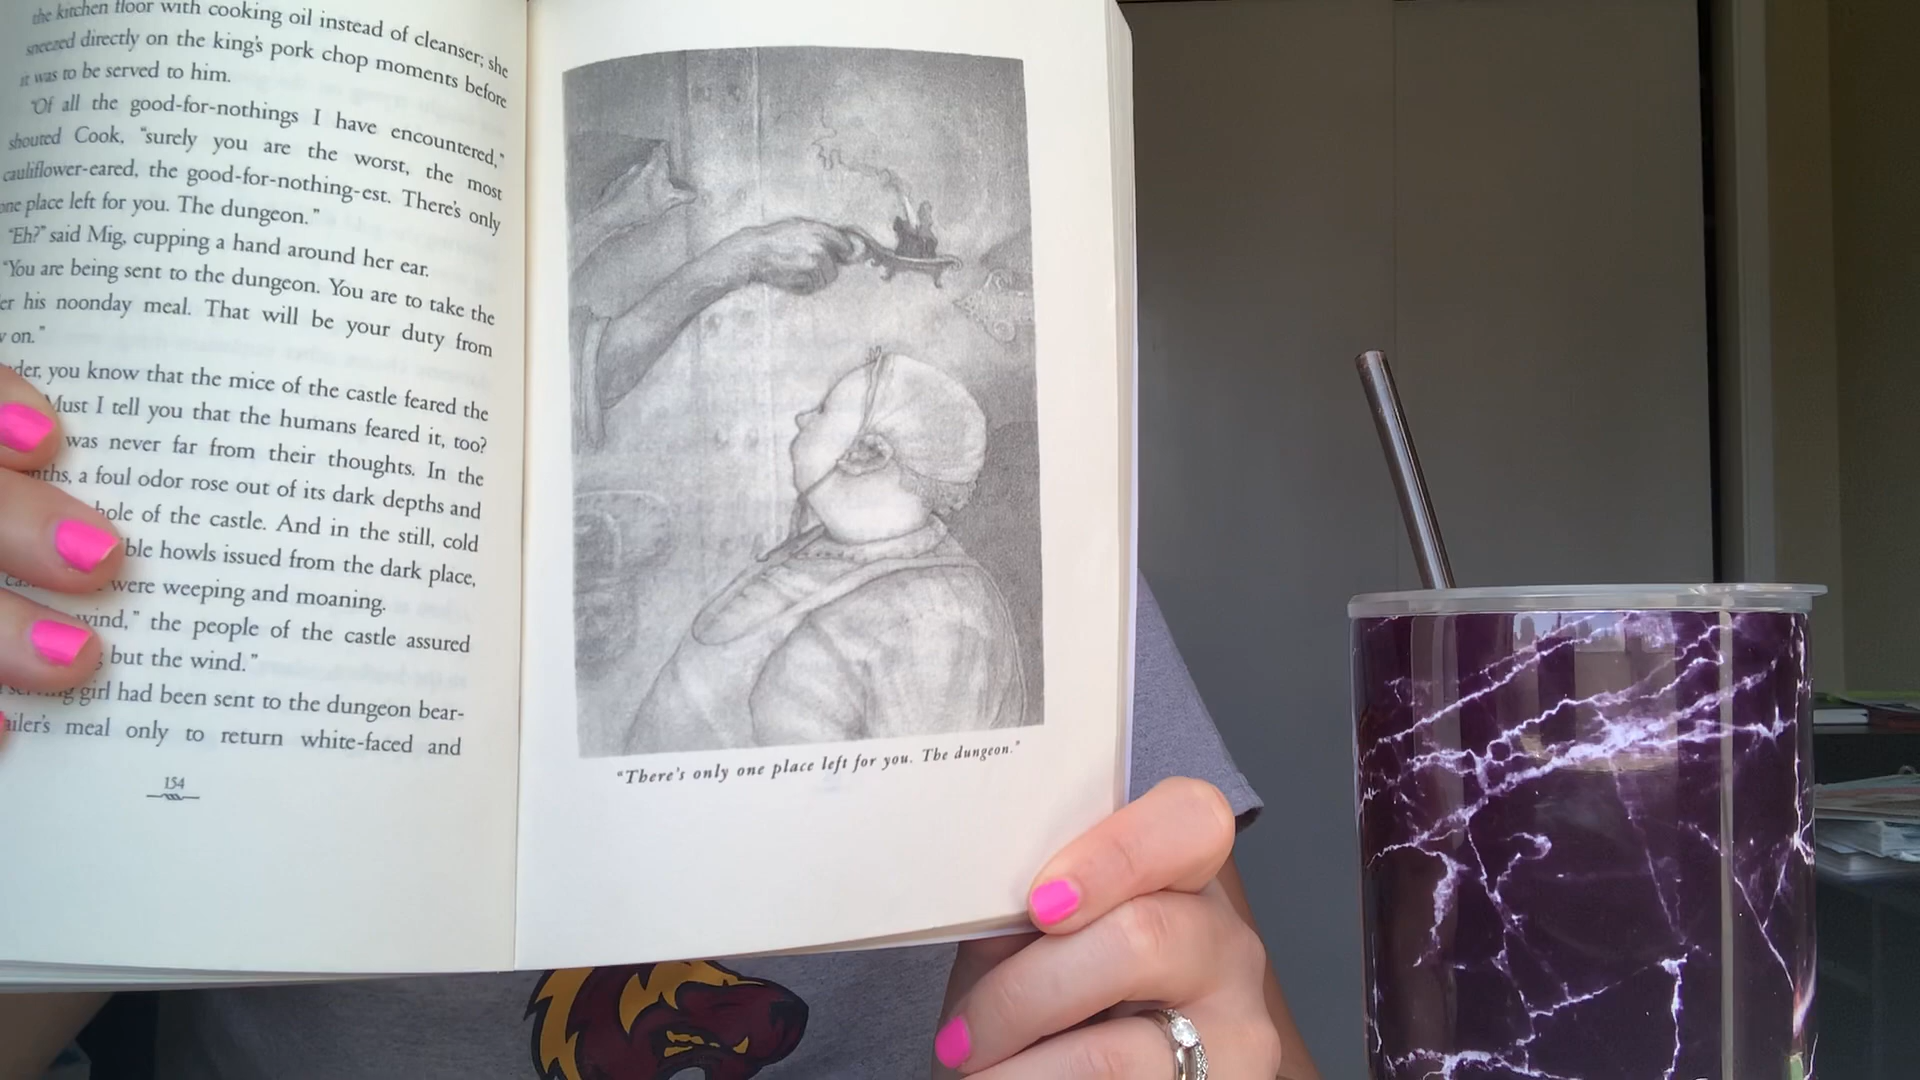 the kitchen floor with cooking oil instead of cleanser; she
sneezed directly on the king's pork chop moments before
it was to be served to him.
"Of all the good-for-nothings I have encountered,"
shouted Cook, "surely you are the worst, the most
cauliflower-eared, the good-for-nothing-est. There's only
one place left for you. The dungeon."
"Eh?" said Mig, cupping a hand around her ear.
"You are being sent to the dungeon. You are to take the
his noonday meal. That will be your duty from
on."
you know that the mice of the castle feared the
Must I tell you that the humans feared it, too?
was never far from their thoughts. In the
a foul odor rose out of its dark depths and
of the castle. And in the still, cold
howls issued from the dark place,
were weeping and moaning.
wind," the people of the castle assured
but the wind."
girl had been sent to the dungeon bear-
meal only to return white-faced and
154
"There's only one place left for you. The dungeon."